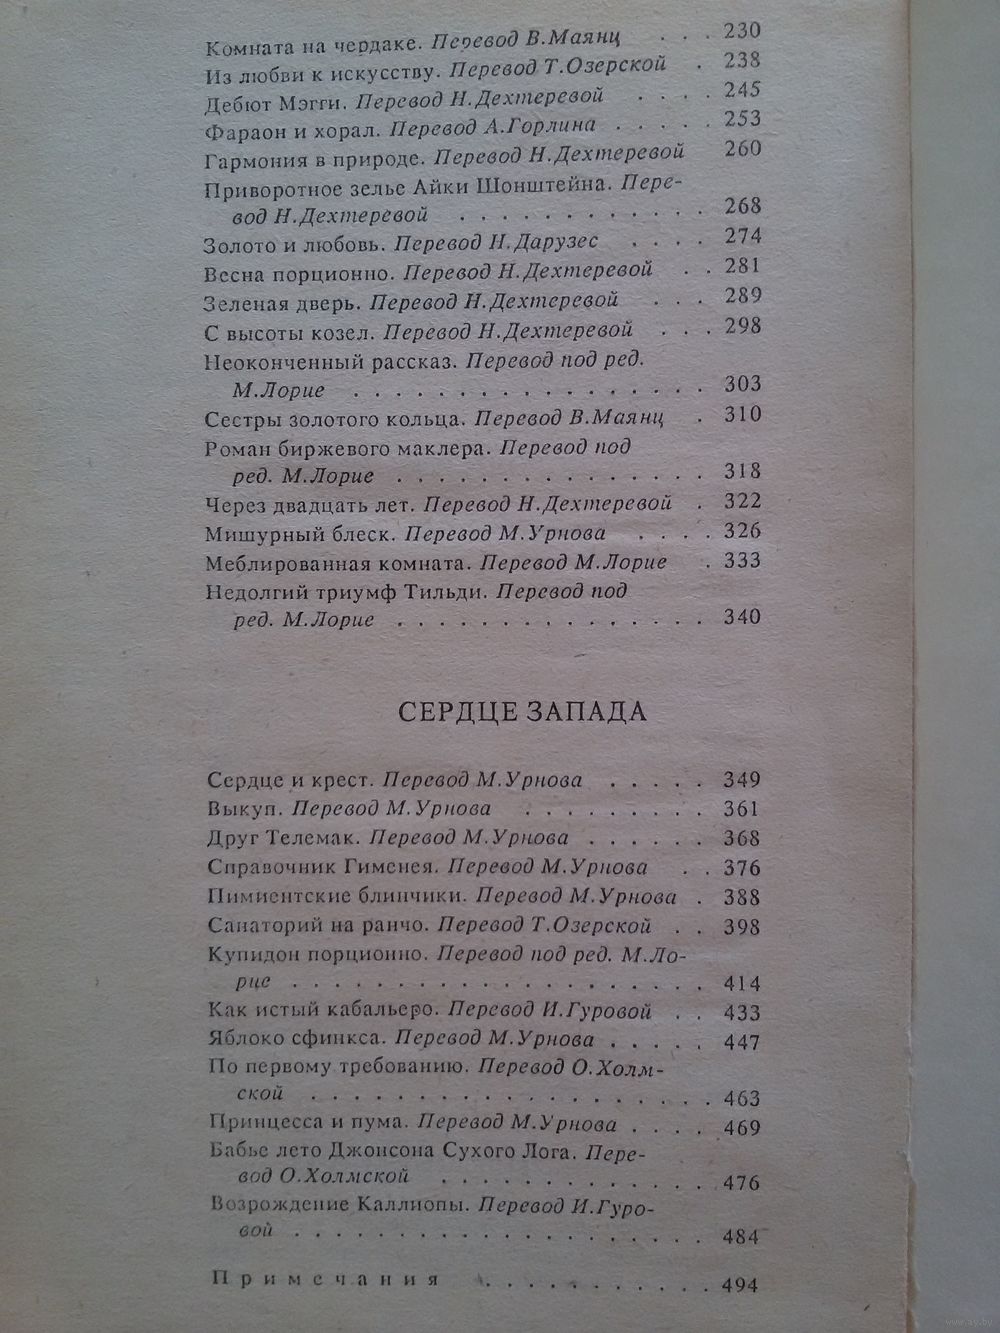 Комната на чердаке. Перевод В.Маянц . . . 230
Из любви к искусству. Перевод Т.Озерской . 238
Дебют Мэгги. Перевод Н.Дехтеревой . . . . 245
Фараон и хорал. Перевод А.Горлина . . . . . 253
Гармония в природе. Перевод Н.Дехтеревой 260
Приворотное зелье Айки Шонштейна. Пере-
вод Н.Дехтеревой . . . . . . . . . . . . 268
Золото и любовь. Перевод Н.Дарузес . . . . 274
Весна порционно. Перевод Н.Дехтеревой . . 281
Зеленая дверь. Перевод Н.Дехтеревой . . . 289
С высоты козел. Перевод Н.Дехтеревой . . . 298
Неоконченный рассказ. Перевод под ред.
М.Лорие . . . . . . . . . . . . . . . . 303
Сестры золотого кольца. Перевод В.Маянц . 310
Роман биржевого маклера. Перевод под
ред. М.Лорие . . . . . . . . . . . . . . 318
Через двадцать лет. Перевод Н.Дехтеревой . 322
Мишурный блеск. Перевод М.Урнова . . . . 326
Меблированная комната. Перевод М.Лорие . 333
Недолгий триумф Тильди. Перевод под
ред. М.Лорие . . . . . . . . . . . . . . 340
СЕРДЦЕ ЗАПАДА
Сердце и крест. Перевод М.Урнова . . . . . 349
Выкуп. Перевод М.Урнова . . . . . . . . . 361
Друг Телемак. Перевод М.Урнова . . . . . . 368
Справочник Гименея. Перевод М.Урнова . . 376
Пимиентские блинчики. Перевод М.Урнова . 388
Санаторий на ранчо. Перевод Т.Озерской . . 398
Купидон порционно. Перевод под ред. М.Ло-
рие . . . . . . . . . . . . . . . . . . . . 414
Как истый кабальеро. Перевод И.Гуровой . . 433
Яблоко сфинкса. Перевод М.Урнова . . . . . 447
По первому требованию. Перевод О.Холм-
ской . . . . . . . . . . . . . . . . . . . 463
Принцесса и пума. Перевод М.Урнова . . . . 469
Бабье лето Джонсона Сухого Лога. Пере-
вод О.Холмской . . . . . . . . . . . . . 476
Возрождение Каллиопы. Перевод И.Гуро-
вой . . . . . . . . . . . . . . . . . . . . 484
Примечания . . . . . . . . . . 494
www.ay.by